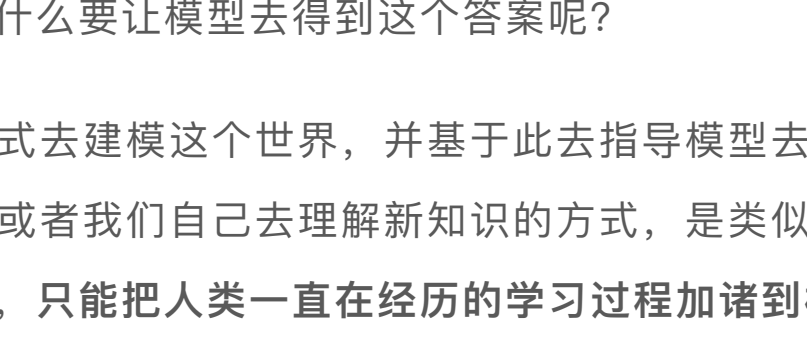 什么要让模型去得到这个答案呢?
式去建模这个世界，并基于此去指导模型去
或者我们自己去理解新知识的方式，是类似
，只能把人类一直在经历的学习过程加诸到